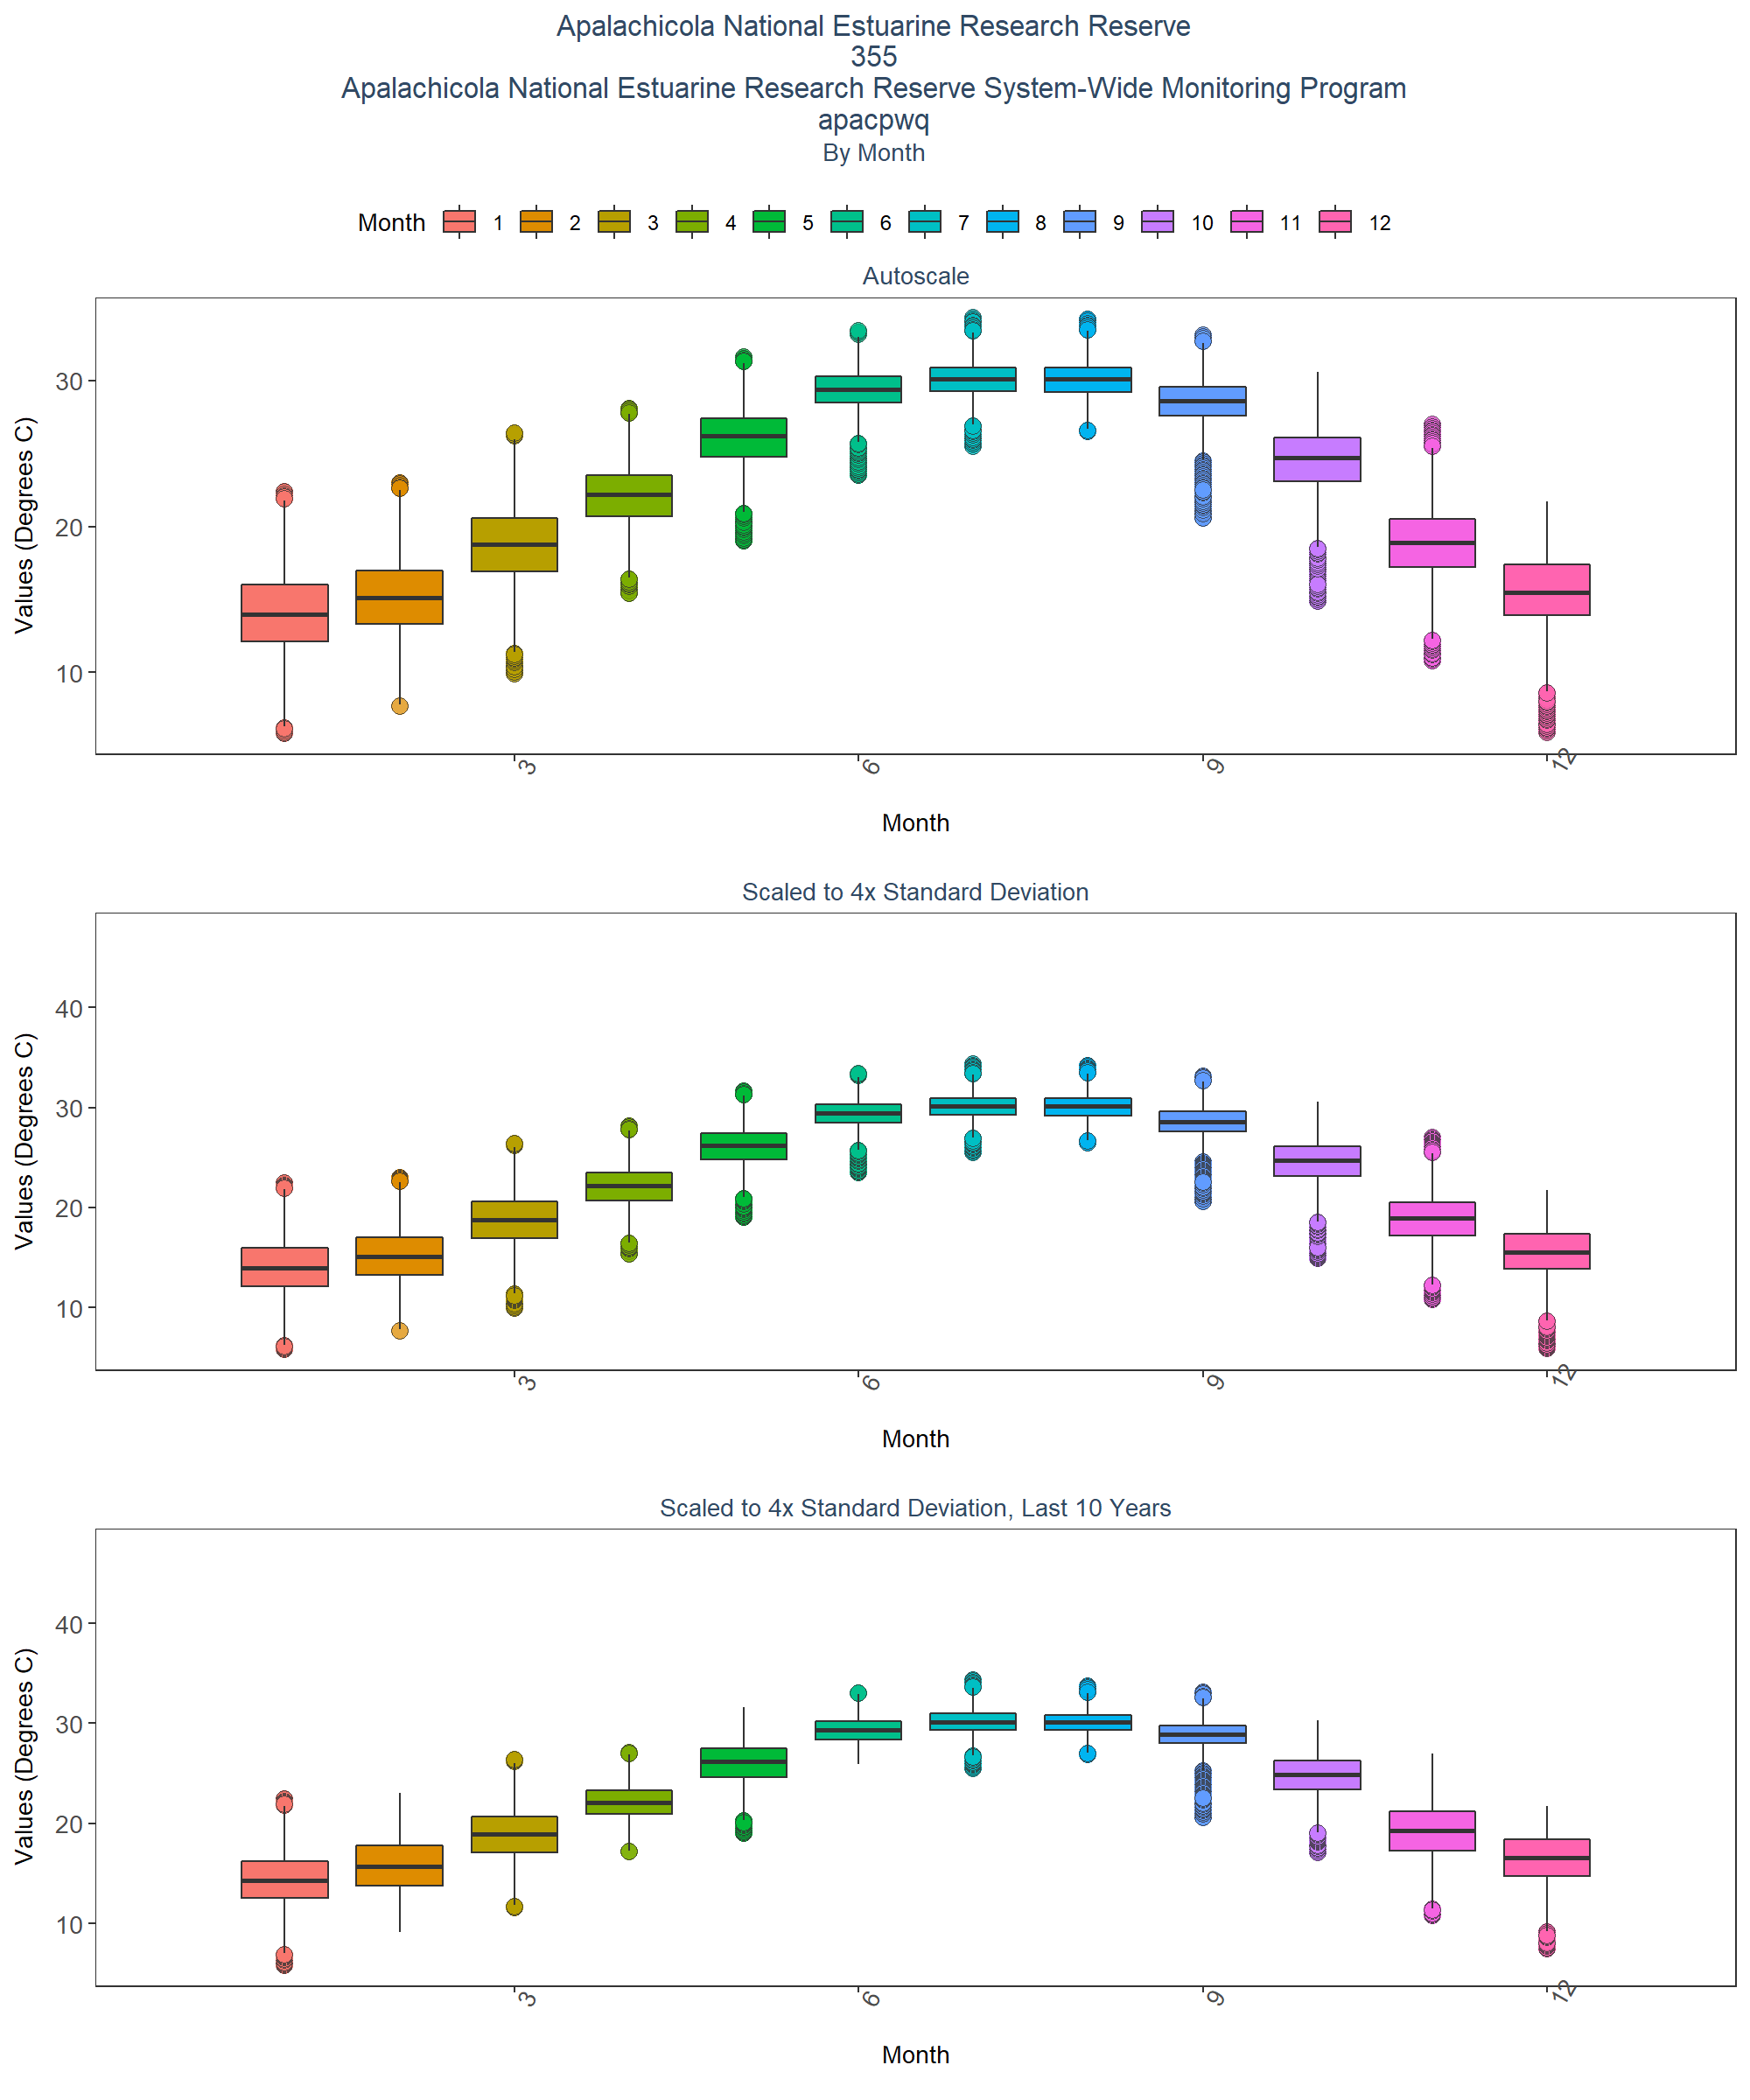 Apalachicola National Estuarine Research Reserve
355
Apalachicola National Estuarine Research Reserve System-Wide Monitoring Program
apacpwq
By Month
Month 1 2 3 4 5 6 7 8 9 10 11 12
Autoscale
Values (Degrees C)
30
20
10
3 6 9 12
Month
Scaled to 4x Standard Deviation
Values (Degrees C)
40
30
20
10
3 6 9 12
Month
Scaled to 4x Standard Deviation, Last 10 Years
Values (Degrees C)
40
30
20
10
3 6 9 12
Month